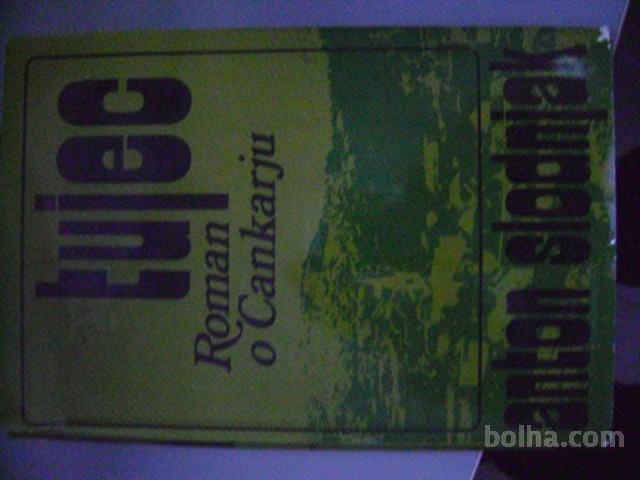 tujec
Roman
o Cankarju
anton slodnjak
bolha.com